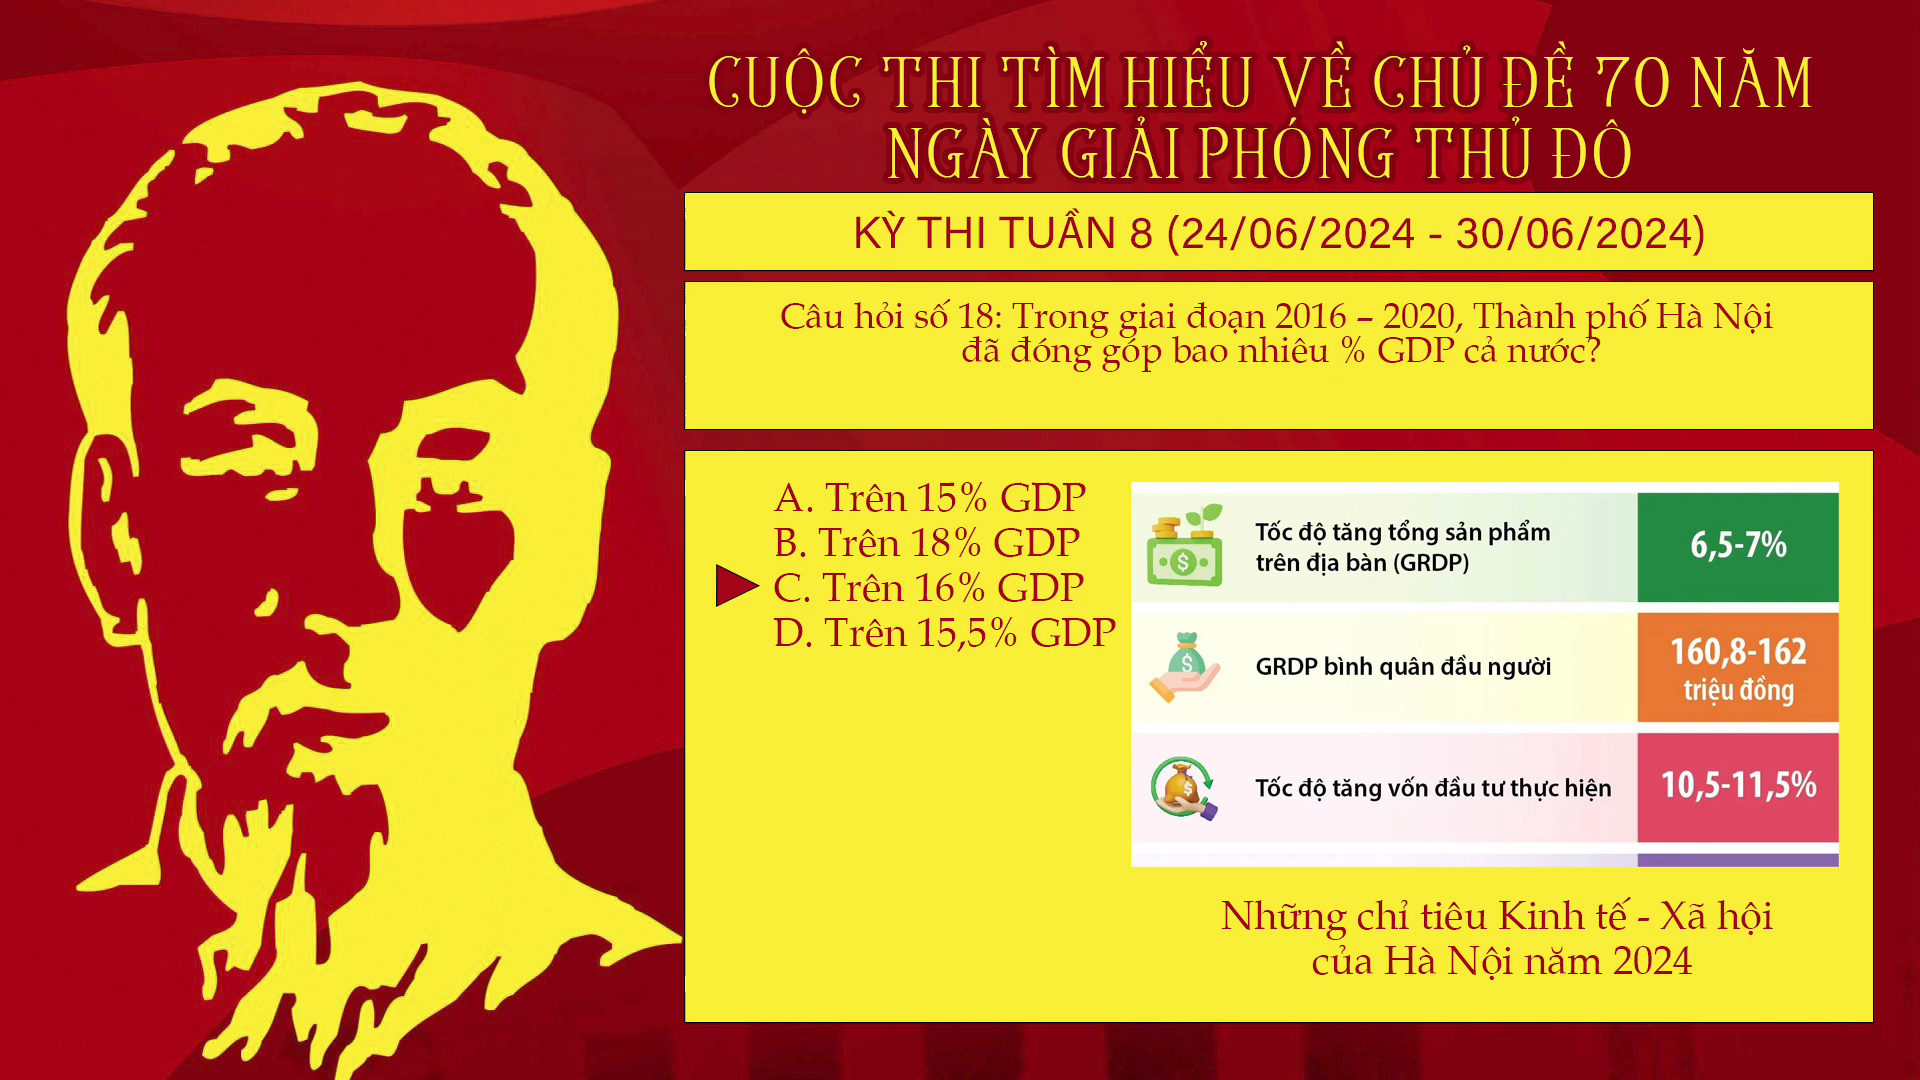 CUỘC THI TÌM HIỂU VỀ CHỦ ĐỀ 70 NĂM
NGÀY GIẢI PHÓNG THỦ ĐÔ
KỲ THI TUẦN 8 (24/06/2024 - 30/06/2024)
Câu hỏi số 18: Trong giai đoạn 2016 – 2020, Thành phố Hà Nội
đã đóng góp bao nhiêu % GDP cả nước?
A. Trên 15% GDP
B. Trên 18% GDP
C. Trên 16% GDP
D. Trên 15,5% GDP
Tốc độ tăng tổng sản phẩm
trên địa bàn (GRDP)
6,5-7%
GRDP bình quân đầu người
160,8-162
triệu đồng
Tốc độ tăng vốn đầu tư thực hiện
10,5-11,5%
Những chỉ tiêu Kinh tế - Xã hội
của Hà Nội năm 2024